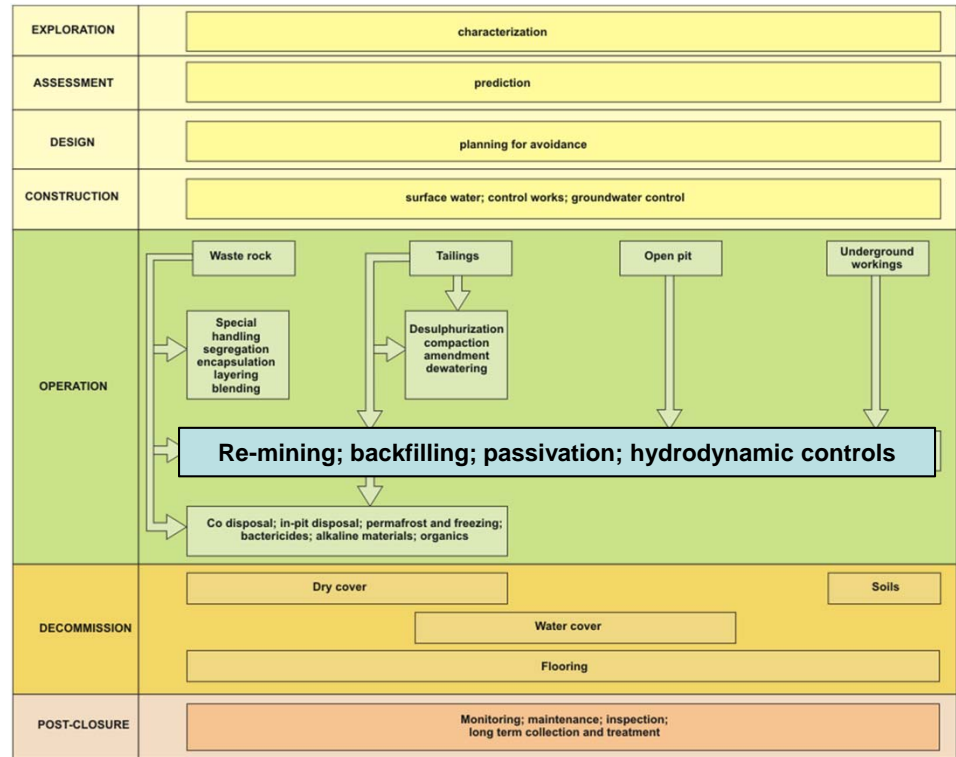 EXPLORATION
characterization
ASSESSMENT
prediction
DESIGN
planning for avoidance
CONSTRUCTION
surface water; control works; groundwater control
OPERATION
Waste rock
Tailings
Open pit
Underground
workings
Special
handling
segregation
encapsulation
layering
blending
Desulphurization
compaction
amendment
dewatering
Re-mining; backfilling; passivation; hydrodynamic controls
Co disposal; in-pit disposal; permafrost and freezing;
bactericides; alkaline materials; organics
DECOMMISSION
Dry cover
Soils
Water cover
Flooring
POST-CLOSURE
Monitoring; maintenance; inspection;
long term collection and treatment